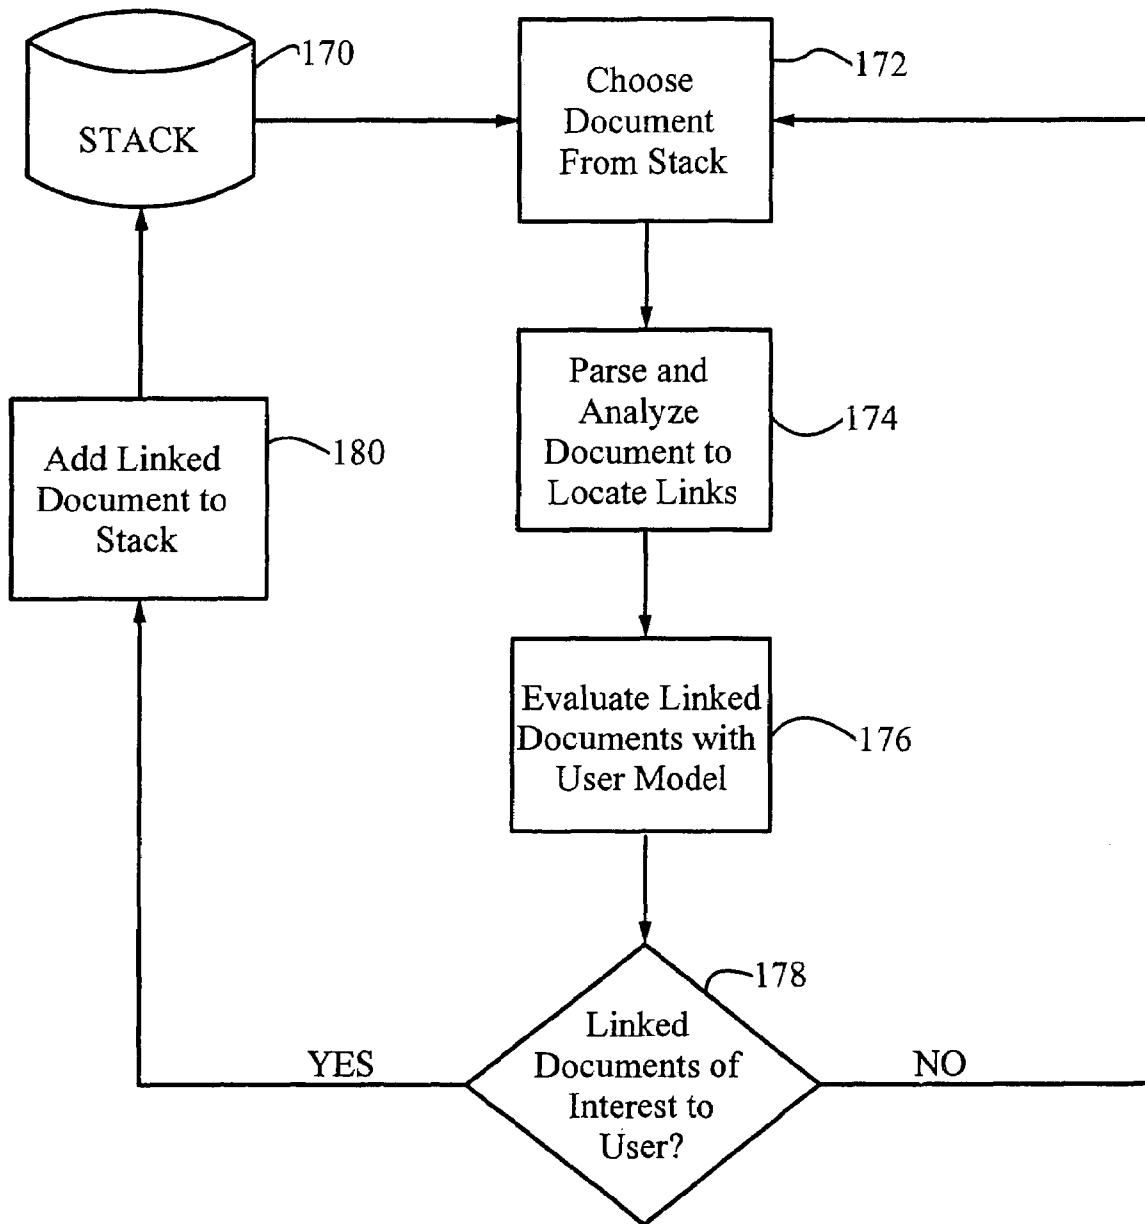 STACK
170
Choose
Document
From Stack
172
Parse and
Analyze
Document to
Locate Links
174
Add Linked
Document to
Stack
180
Evaluate Linked
Documents with
User Model
176
Linked
Documents of
Interest to
User?
178
YES
NO